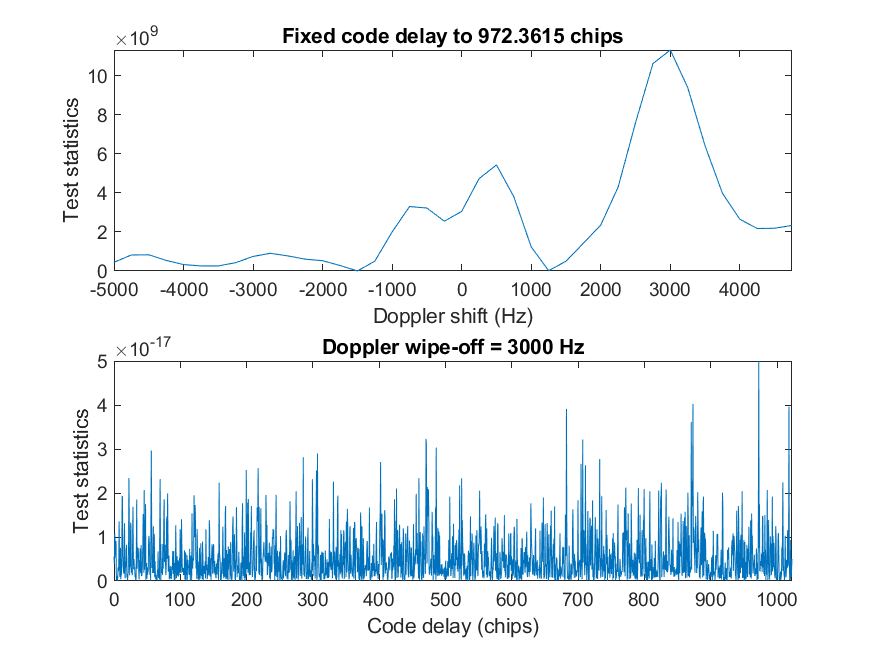 ×10^9
Fixed code delay to 972.3615 chips
10
8
6
4
2
0
Test statistics
-5000 -4000 -3000 -2000 -1000 0 1000 2000 3000 4000
Doppler shift (Hz)
×10^-17
Doppler wipe-off = 3000 Hz
5
4
3
2
1
0
Test statistics
0 100 200 300 400 500 600 700 800 900 1000
Code delay (chips)